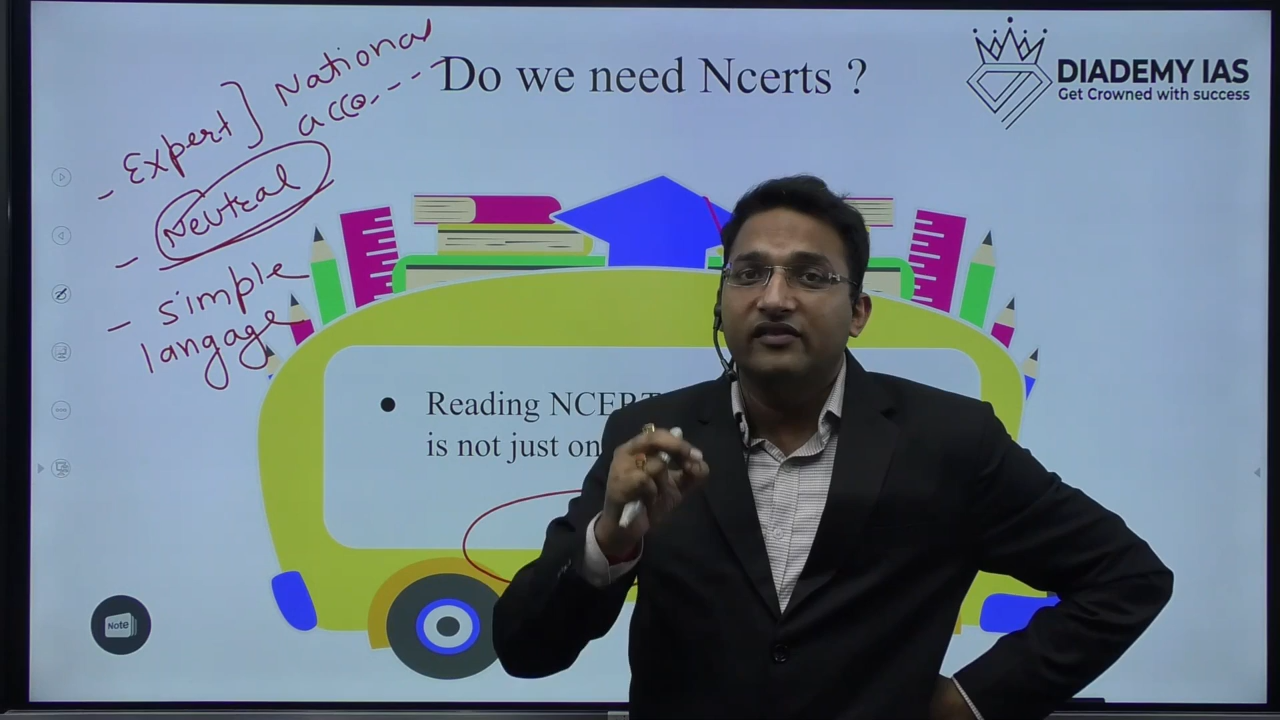 Do we need Ncerts ?
DIADEMY IAS
Get Crowned with success
- Expert] National
acco---
- Neutral
- simple
langage
• Reading NCERT
is not just on
Note